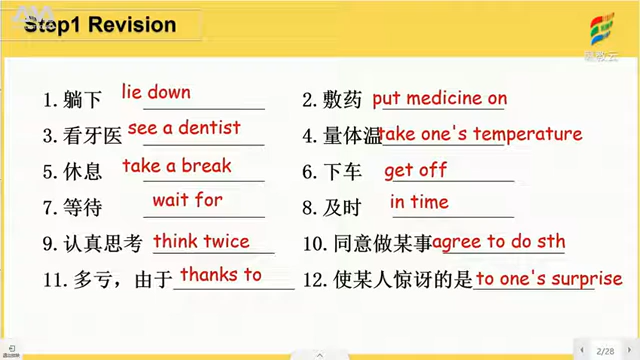 Step1 Revision
1. 躺下 lie down 2. 敷药 put medicine on
3. 看牙医 see a dentist 4. 量体温 take one's temperature
5. 休息 take a break 6. 下车 get off
7. 等待 wait for 8. 及时 in time
9. 认真思考 think twice 10. 同意做某事 agree to do sth
11. 多亏，由于 thanks to 12. 使某人惊讶的是 to one's surprise
2/28